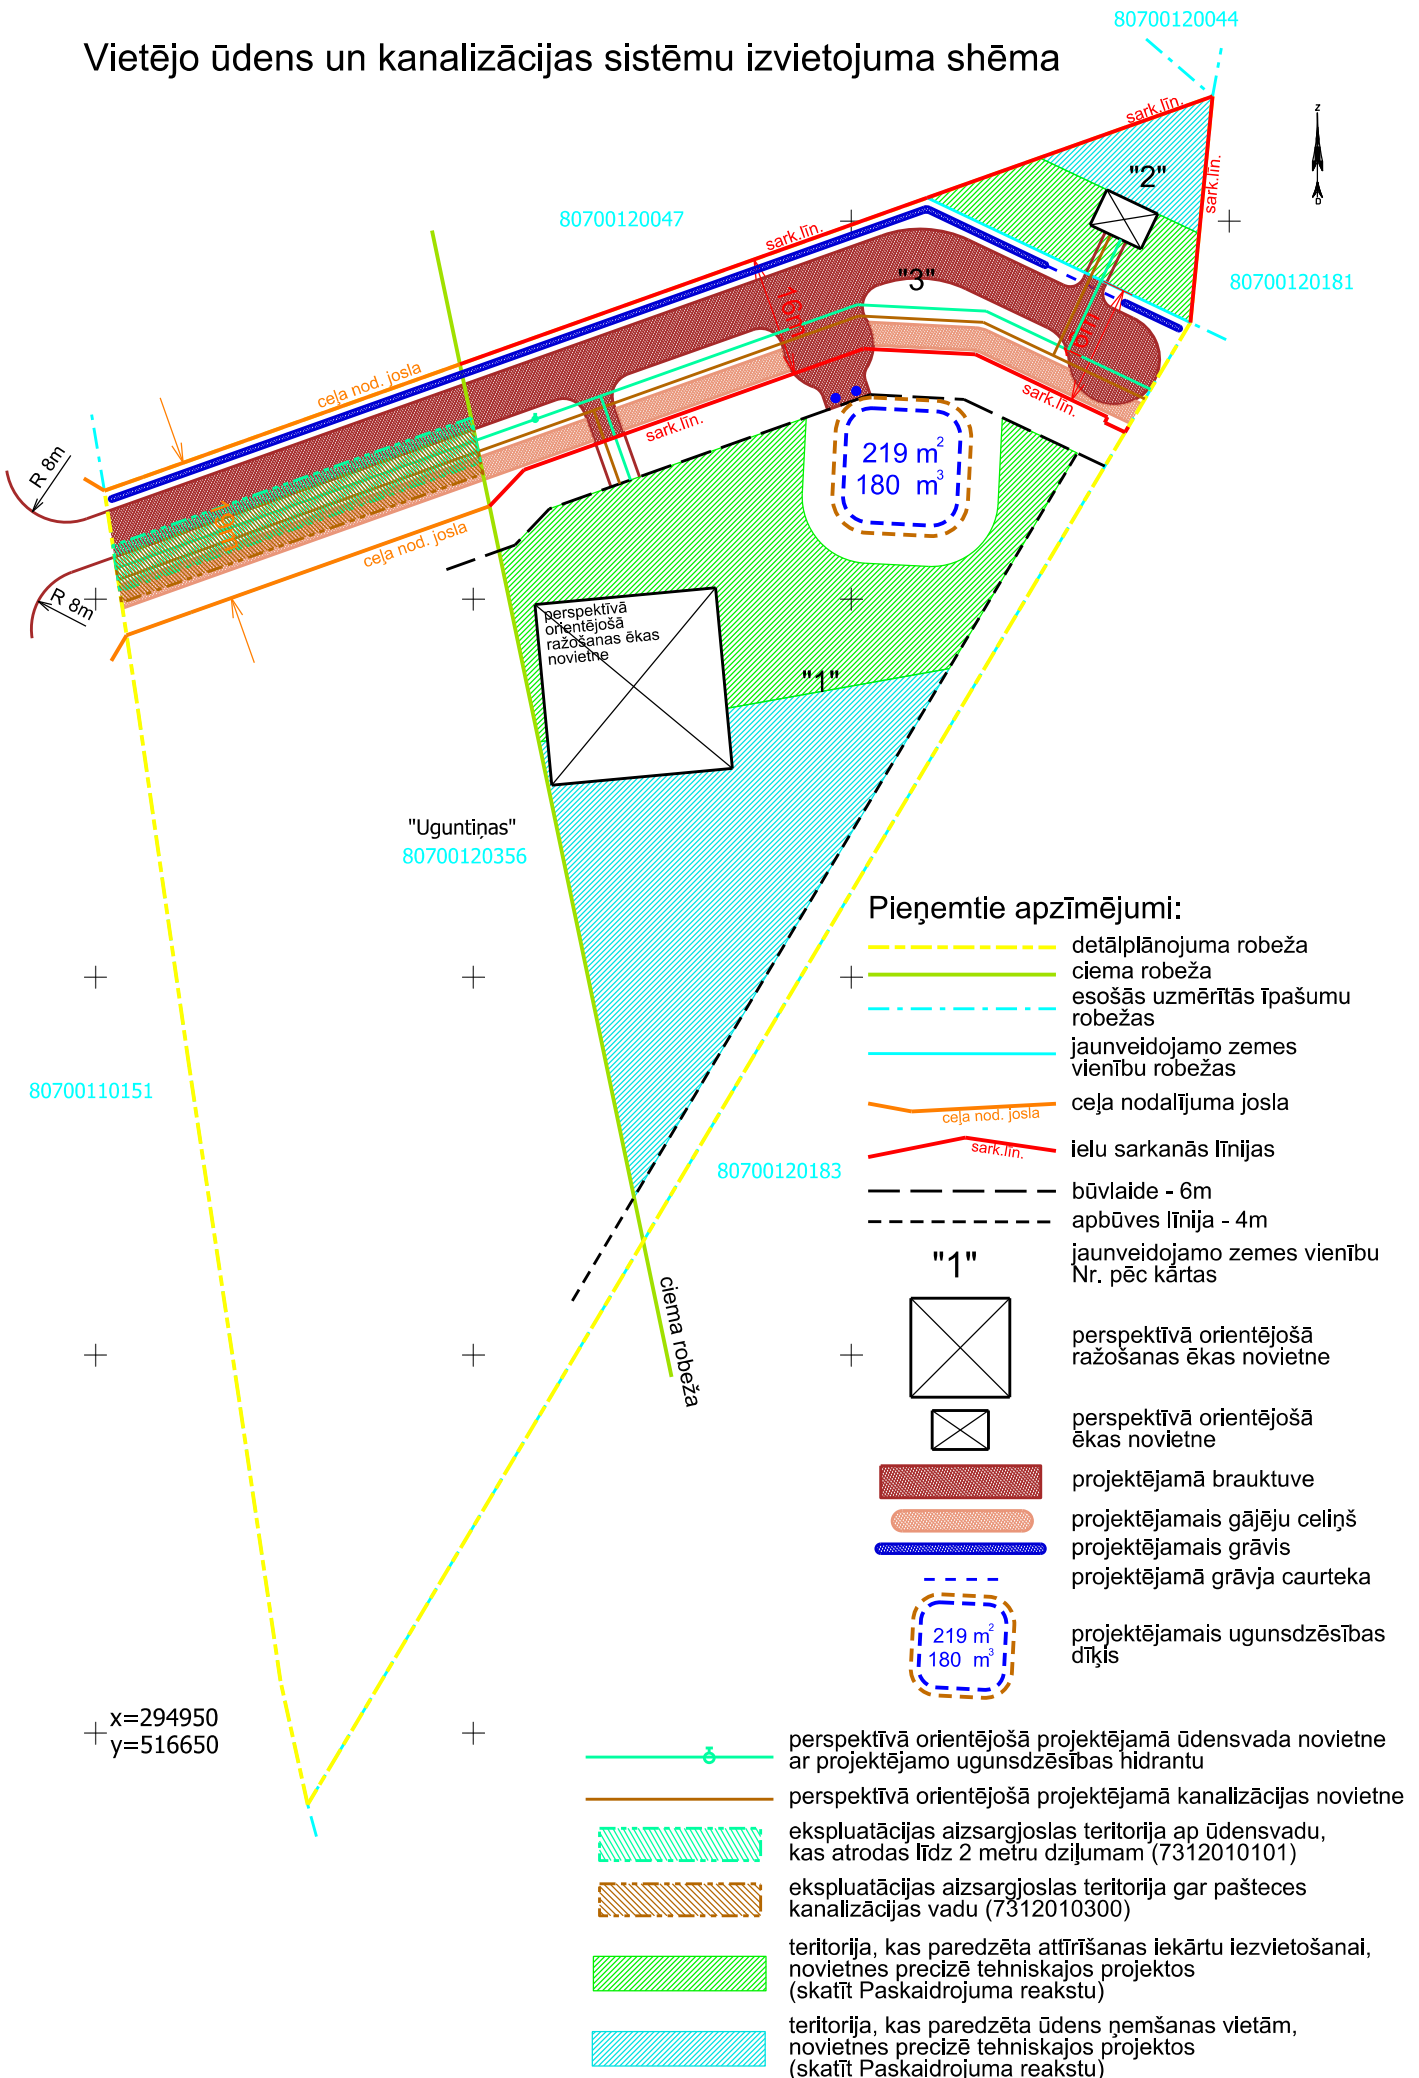 80700120044
Vietējo ūdens un kanalizācijas sistēmu izvietojuma shēma
sark.līn.
z
D
"2"
sark.līn.
80700120047
sark.līn.
"3"
80700120181
16m
ceļa nod. josla
sark.līn.
sark.līn.
R 8m
219 m²
180 m³
19m
ceļa nod. josla
R 8m
perspektīvā
orientējošā
ražošanas ēkas
novietne
"1"
"Uguntiņas"
80700120356
80700110151
80700120183
ciema robeža
x=294950
y=516650
Pieņemtie apzīmējumi:
detālplānojuma robeža
ciema robeža
esošās uzmērītās īpašumu
robežas
jaunveidojamo zemes
vienību robežas
ceļa nod. josla
ceļa nodalījuma josla
sark.līn.
ielu sarkanās līnijas
būvlaide - 6m
apbūves līnija - 4m
"1"
jaunveidojamo zemes vienību
Nr. pēc kārtas
perspektīvā orientējošā
ražošanas ēkas novietne
perspektīvā orientējošā
ēkas novietne
projektējamā brauktuve
projektējamais gājēju celiņš
projektējamais grāvis
projektējamā grāvja caurteka
219 m²
180 m³
projektējamais ugunsdzēsības
dīķis
perspektīvā orientējošā projektējamā ūdensvada novietne
ar projektējamo ugunsdzēsības hidrantu
perspektīvā orientējošā projektējamā kanalizācijas novietne
ekspluatācijas aizsargjoslas teritorija ap ūdensvadu,
kas atrodas līdz 2 metru dziļumam (7312010101)
ekspluatācijas aizsargjoslas teritorija gar pašteces
kanalizācijas vadu (7312010300)
teritorija, kas paredzēta attīrīšanas iekārtu iezvietošanai,
novietnes precizē tehniskajos projektos
(skatīt Paskaidrojuma reakstu)
teritorija, kas paredzēta ūdens ņemšanas vietām,
novietnes precizē tehniskajos projektos
(skatīt Paskaidrojuma reakstu)